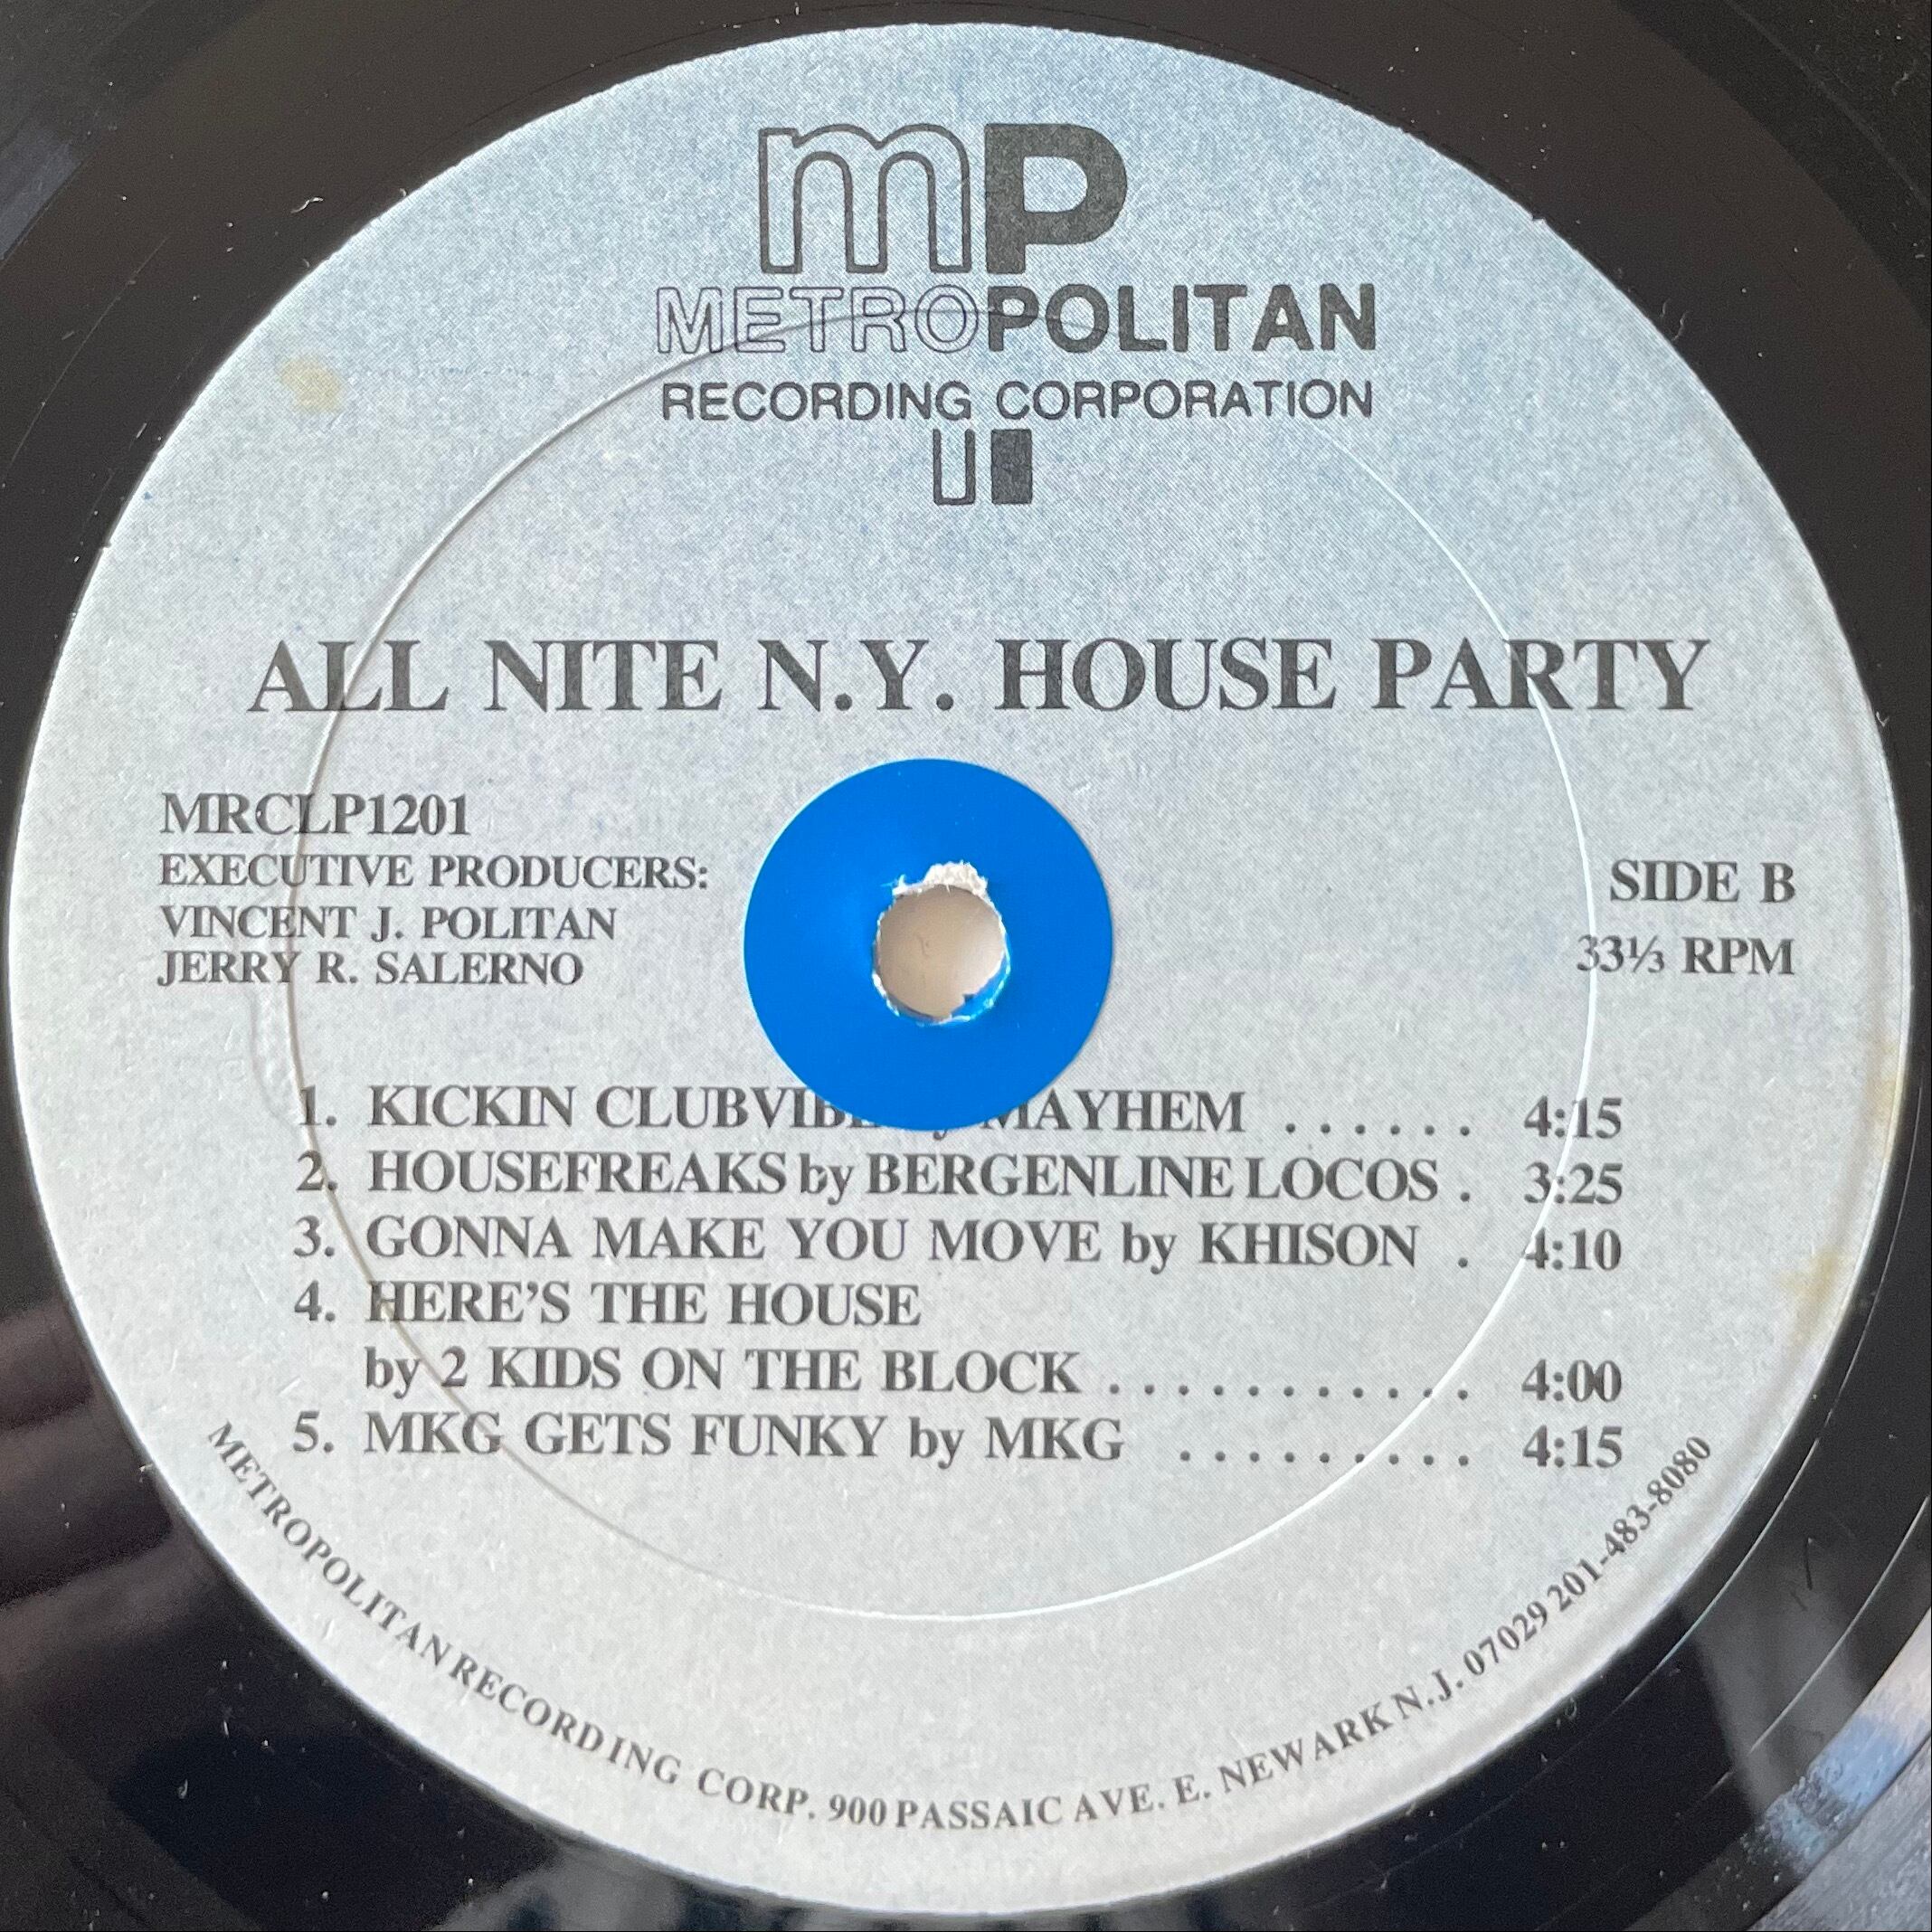 mP
METROPOLITAN
RECORDING CORPORATION
ALL NITE N.Y. HOUSE PARTY
MRCLP1201
EXECUTIVE PRODUCERS:
VINCENT J. POLITAN
JERRY R. SALERNO
SIDE B
33⅓ RPM
1. KICKIN MAYHEM . . . . . . 4:15
2. HOUSEFREAKS by BERGENLINE LOCOS . 3:25
3. GONNA MAKE YOU MOVE by KHISON . 4:10
4. HERE'S THE HOUSE
by 2 KIDS ON THE BLOCK . . . . . . . . . . . 4:00
5. MKG GETS FUNKY by MKG . . . . . . . . . 4:15
METROPOLITAN RECORDING CORP. 900 PASSAIC AVE. E. NEWARK N.J. 07029 201-483-8080